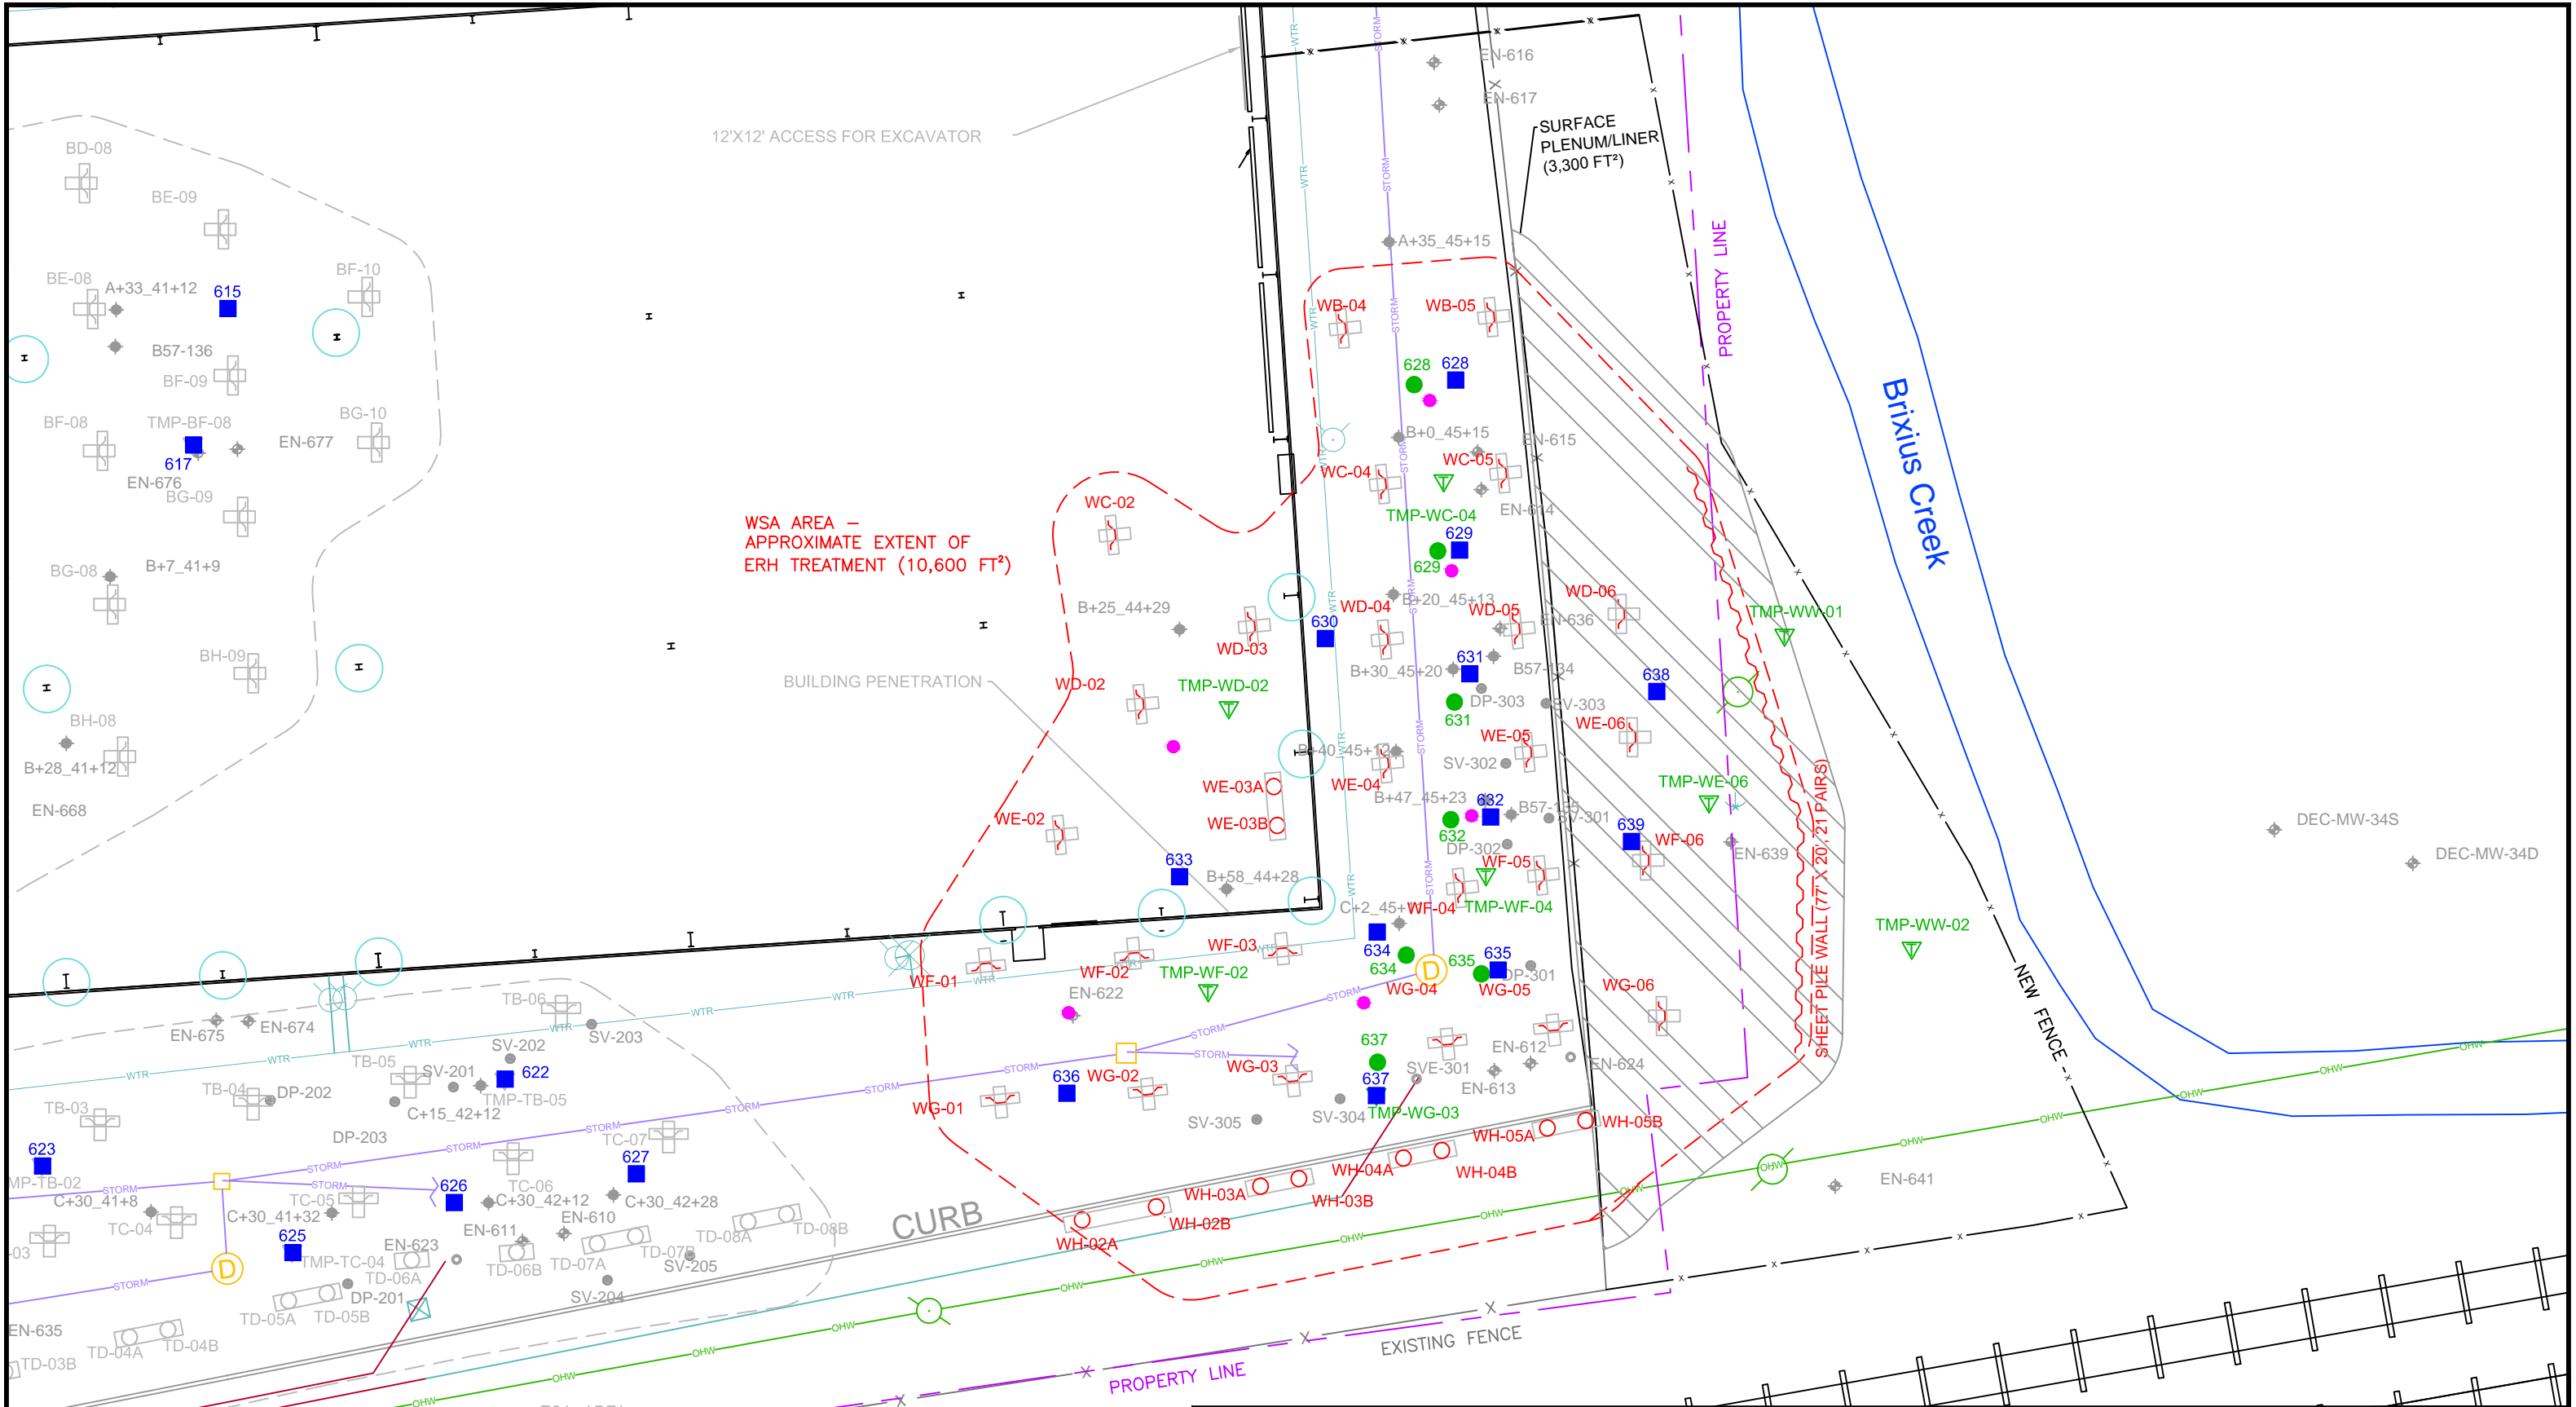 12'X12' ACCESS FOR EXCAVATOR
EN-616
EN-617
SURFACE
PLENUM/LINER
(3,300 FT²)
BD-08
BE-09
BE-08
A+33_41+12
615
BF-10
B57-136
BF-09
BF-08
TMP-BF-08
BG-10
617
EN-677
EN-676
BG-09
BG-08
B+7_41+9
BH-09
BH-08
B+28_41+12
EN-668
WTR
STORM
A+35_45+15
PROPERTY LINE
WB-04
WB-05
628
628
B+0_45+15
EN-615
WC-04
WC-05
EN-614
TMP-WC-04
629
629
WC-02
WSA AREA –
APPROXIMATE EXTENT OF
ERH TREATMENT (10,600 FT²)
B+25_44+29
B+20_45+13
WD-04
WD-05
WD-06
EN-636
630
WD-03
WD-02
TMP-WD-02
BUILDING PENETRATION
B+30_45+20
631
B57-134
DP-303
631
SV-303
638
TMP-WW-01
Brixius Creek
WE-06
WE-05
B+40_45+12
SV-302
WE-04
WE-03A
WE-03B
WE-02
TMP-WE-06
B+47_45+23
632
632
SV-301
DP-302
639
WF-06
EN-639
SHEET PILE WALL (77' X 20', 21 PAIRS)
DEC-MW-34S
DEC-MW-34D
633
B+58_44+28
WF-05
WF-04
TMP-WF-04
634
634
635
635
DP-301
TMP-WW-02
NEW FENCE
WF-03
WF-02
WF-01
TMP-WF-02
EN-622
WG-04
WG-05
WG-06
D
637
637
SVE-301
EN-612
EN-613
EN-624
WG-03
WG-02
WG-01
636
TMP-WG-03
SV-304
SV-305
WH-05A
WH-05B
WH-04A
WH-04B
WH-03A
WH-03B
WH-02B
WH-02A
EN-641
OHW
TB-06
EN-675
EN-674
SV-203
SV-202
TB-05
SV-201
622
TMP-TB-05
TB-04
DP-202
C+15_42+12
TB-03
DP-203
623
TC-07
627
TC-06
626
C+30_42+12
C+30_42+28
C+30_41+8
TC-05
TC-04
C+30_41+32
EN-611
EN-610
625
TMP-TC-04
EN-623
TD-06A
TD-06B
TD-07A
TD-07B
TD-08A
TD-08B
SV-205
SV-204
CURB
D
DP-201
TD-05A
TD-05B
EN-635
TD-04A
TD-04B
TD-03B
EXISTING FENCE
PROPERTY LINE